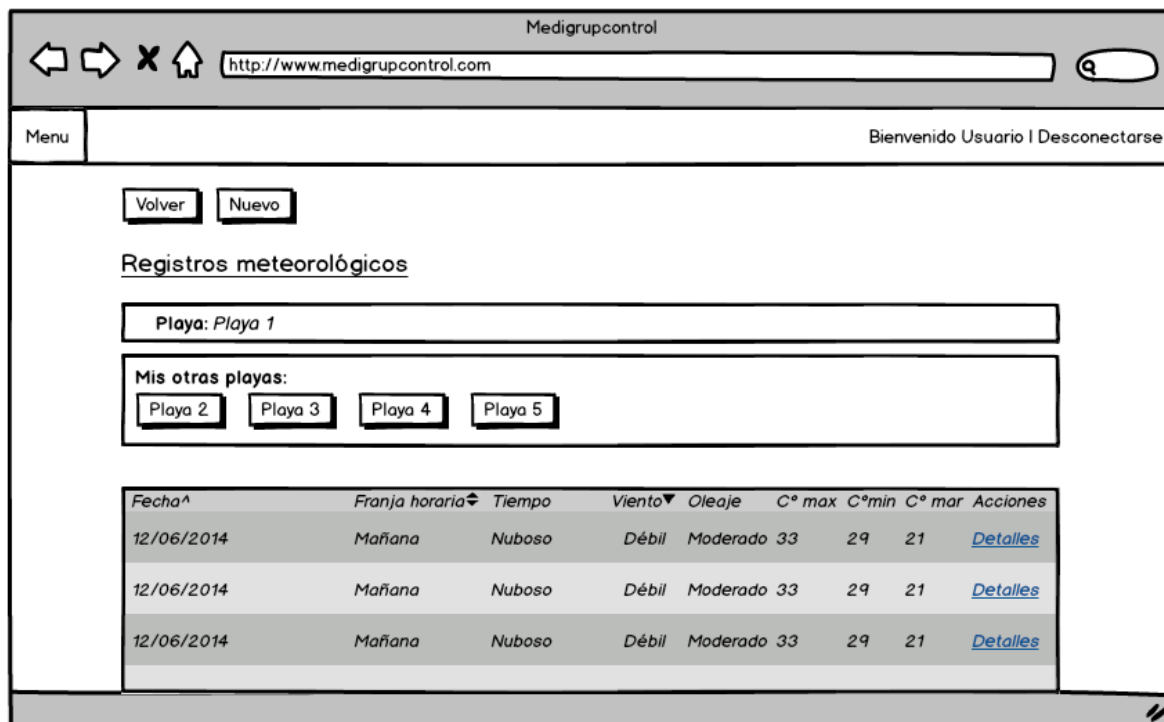 Medigrupcontrol
http://www.medigrupcontrol.com
Menu Bienvenido Usuario | Desconectarse
Volver Nuevo
Registros meteorológicos
Playa: Playa 1
Mis otras playas:
Playa 2 Playa 3 Playa 4 Playa 5
Fecha^ Franja horaria Tiempo Viento Oleaje Cº max Cºmin Cº mar Acciones
12/06/2014 Mañana Nuboso Débil Moderado 33 29 21 Detalles
12/06/2014 Mañana Nuboso Débil Moderado 33 29 21 Detalles
12/06/2014 Mañana Nuboso Débil Moderado 33 29 21 Detalles